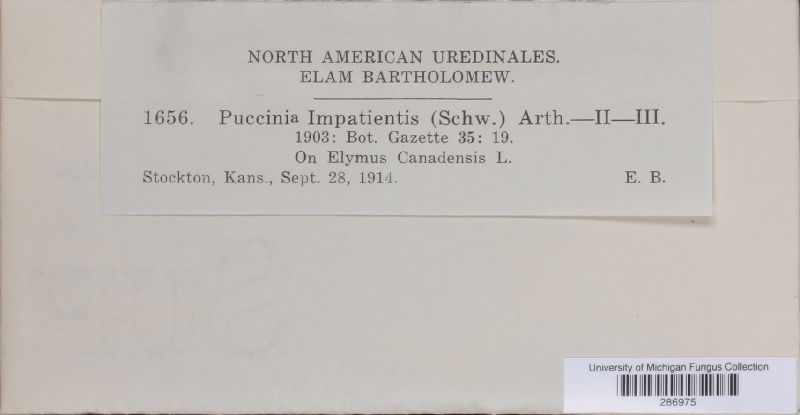 NORTH AMERICAN UREDINALES.
ELAM BARTHOLOMEW.
1656. Puccinia Impatientis (Schw.) Arth.—II—III.
1903: Bot. Gazette 35: 19.
On Elymus Canadensis L.
Stockton, Kans., Sept. 28, 1914. E. B.
University of Michigan Fungus Collection
286975